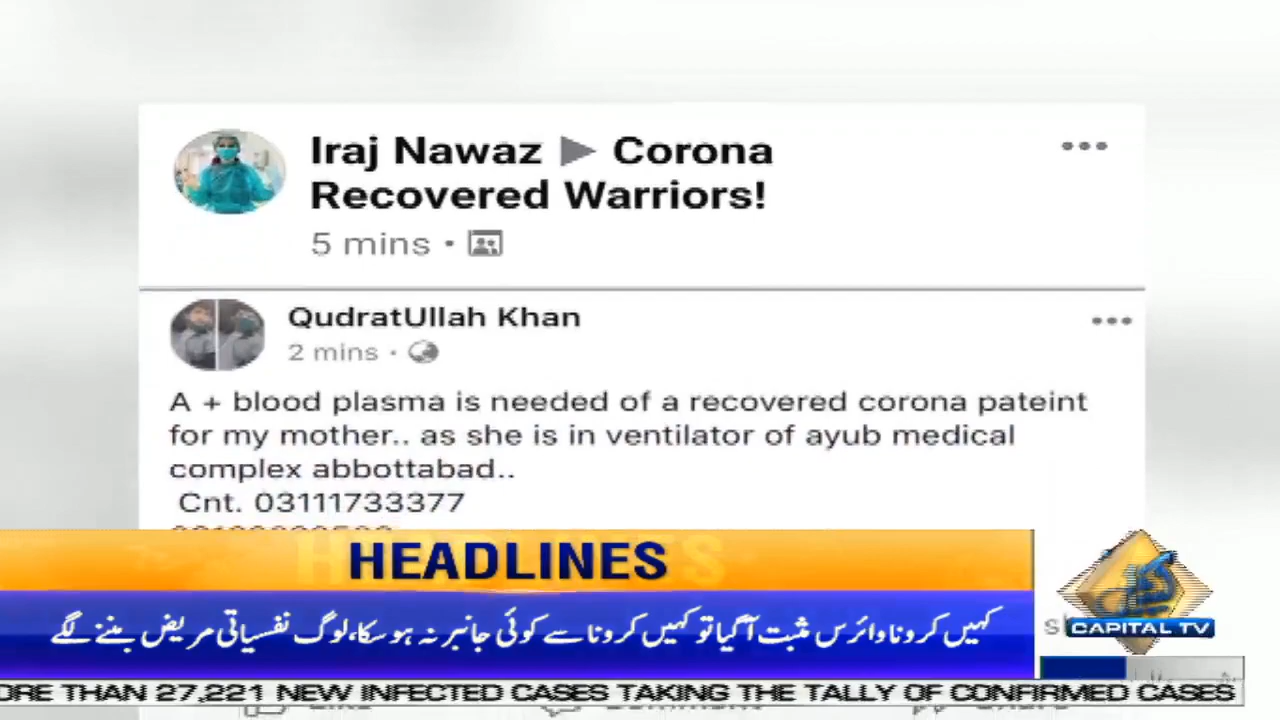 Iraj Nawaz ▶ Corona
Recovered Warriors!
5 mins •
QudratUllah Khan
2 mins •
A + blood plasma is needed of a recovered corona pateint
for my mother.. as she is in ventilator of ayub medical
complex abbottabad..
Cnt. 03111733377
HEADLINES
کہیں کرونا وائرس مثبت آگیا تو کہیں کرونا سے کوئی جانبر نہ ہو سکا، لوگ نفسیاتی مریض بننے لگے
کیپیٹل
CAPITAL TV
ORE THAN 27,221 NEW INFECTED CASES TAKING THE TALLY OF CONFIRMED CASES